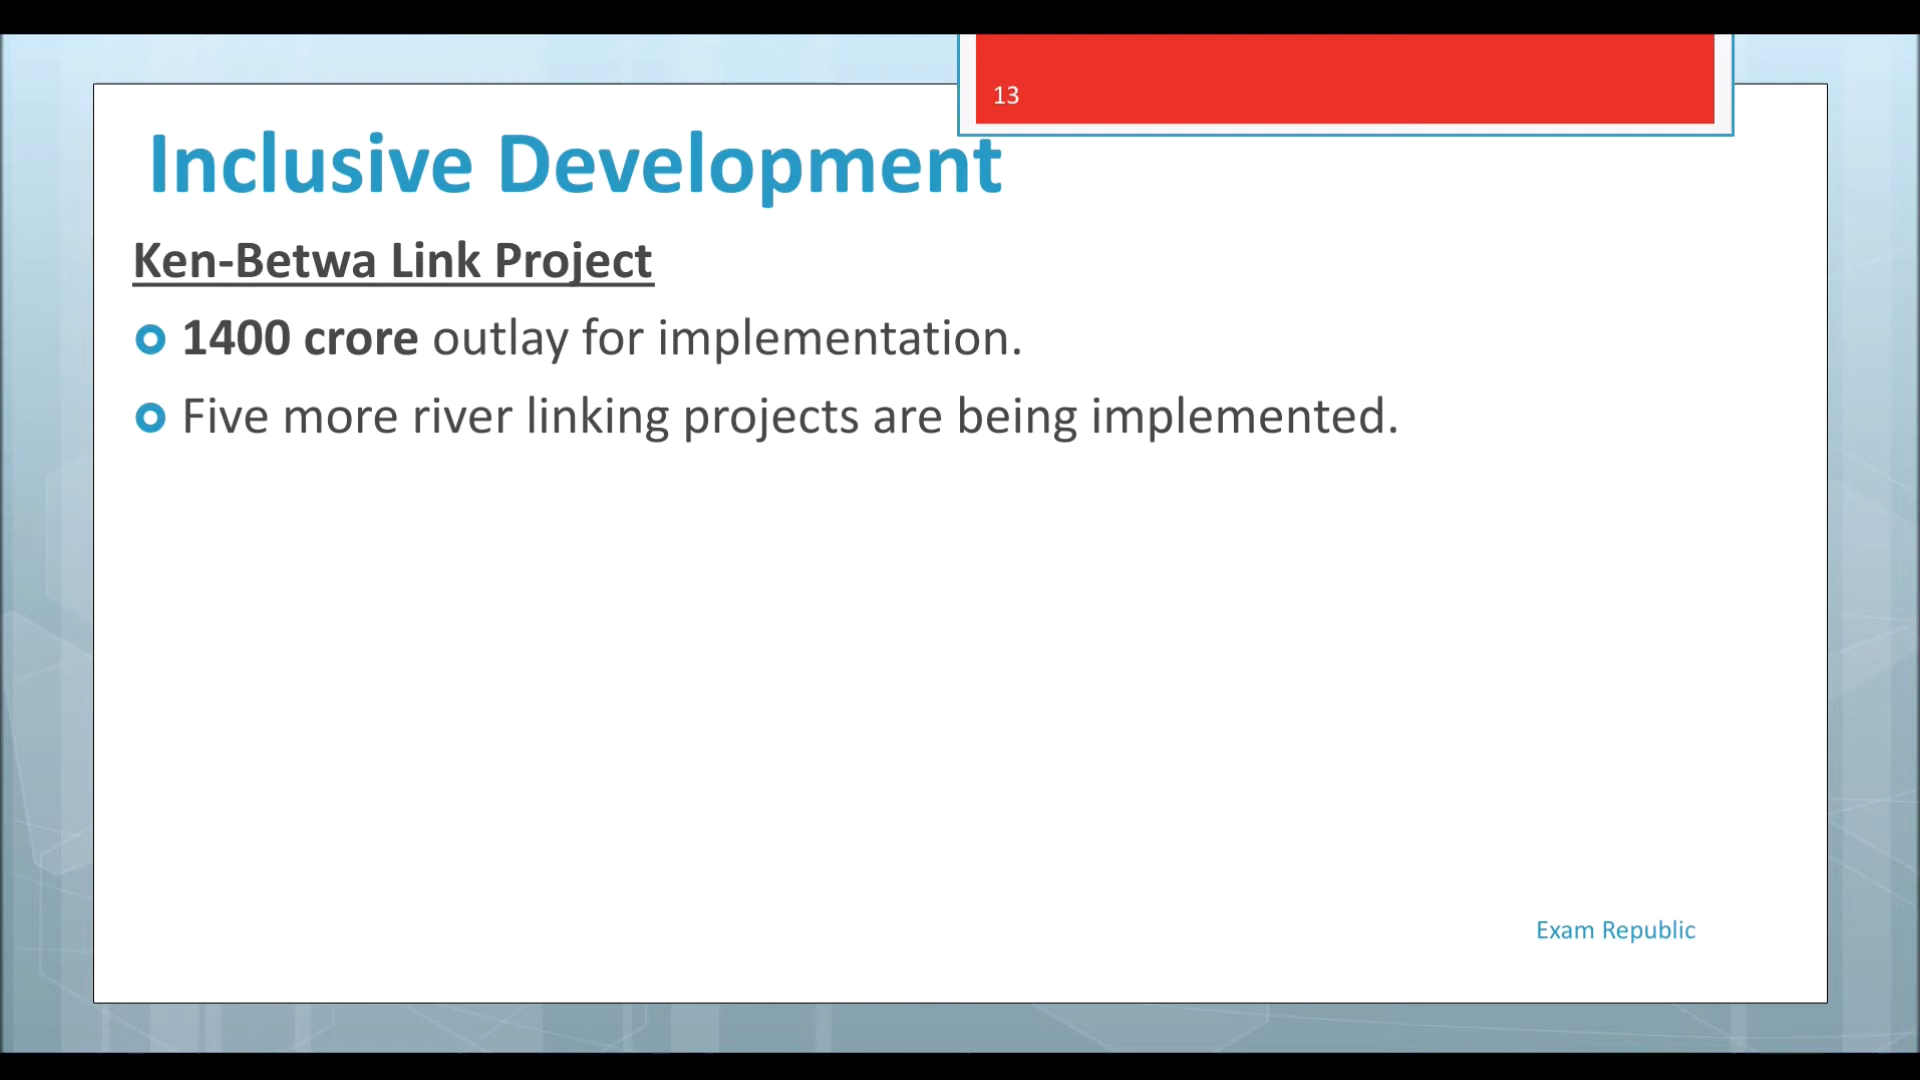 13
Inclusive Development
Ken-Betwa Link Project
1400 crore outlay for implementation.
Five more river linking projects are being implemented.
Exam Republic